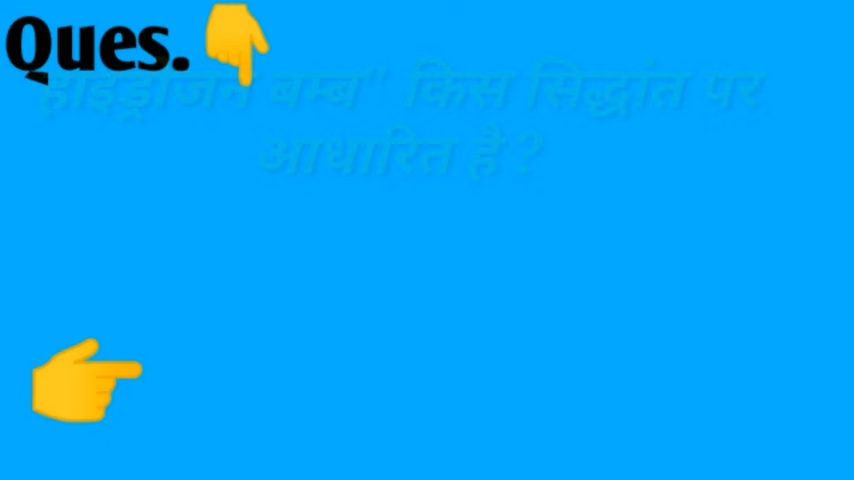 Ques.
हाइड्रोजन बम्ब" किस सिद्धांत पर
आधारित है ?